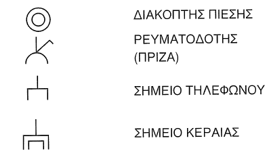 ΔΙΑΚΟΠΤΗΣ ΠΙΕΣΗΣ
ΡΕΥΜΑΤΟΔΟΤΗΣ
(ΠΡΙΖΑ)
ΣΗΜΕΙΟ ΤΗΛΕΦΩΝΟΥ
ΣΗΜΕΙΟ ΚΕΡΑΙΑΣ